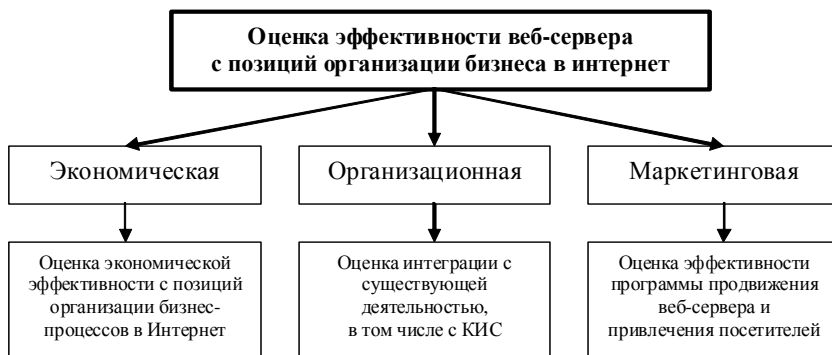 Оценка эффективности веб-сервера
с позиций организации бизнеса в интернет
Экономическая
Организационная
Маркетинговая
Оценка экономической
эффективности с позиций
организации бизнес-
процессов в Интернет
Оценка интеграции с
существующей
деятельностью,
в том числе с КИС
Оценка эффективности
программы продвижения
веб-сервера и
привлечения посетителей